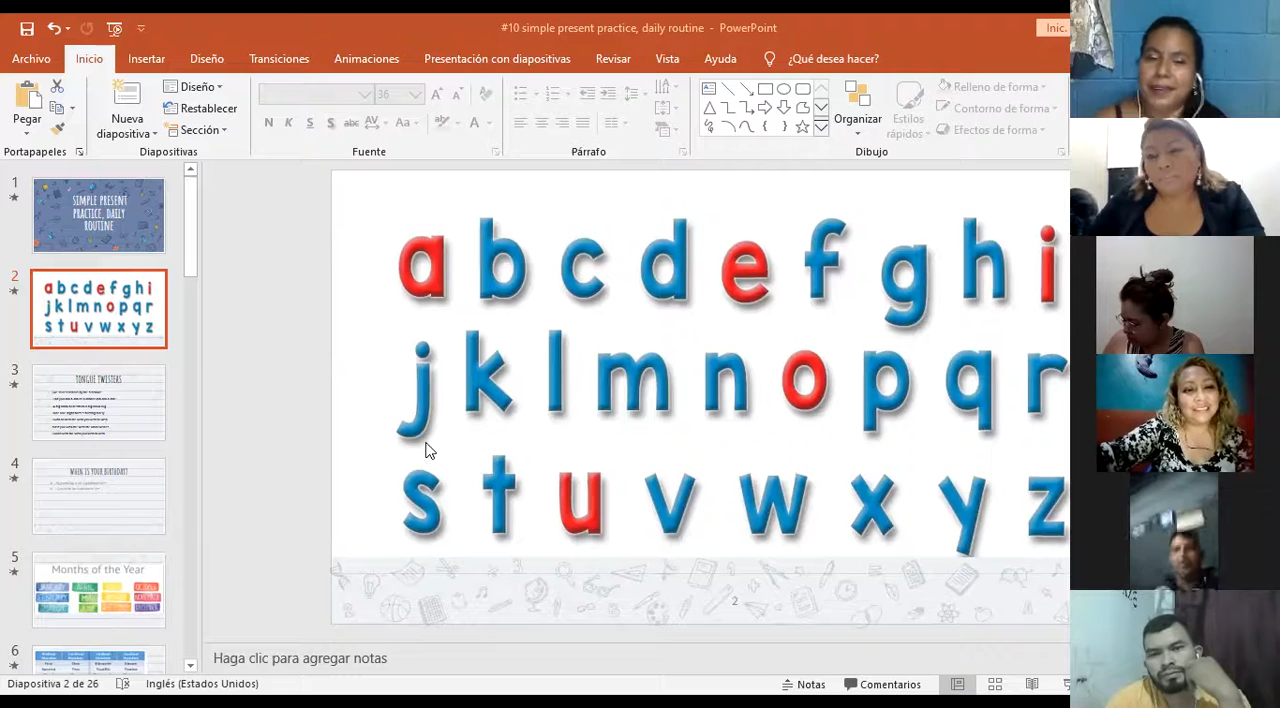 #10 simple present practice, daily routine - PowerPoint
Inic.
Archivo Inicio Insertar Diseño Transiciones Animaciones Presentación con diapositivas Revisar Vista Ayuda ¿Qué desea hacer?
Pegar
Nueva diapositiva
Diseño
Restablecer
Sección
36
N K S S abc AV Aa A
Organizar
Estilos rápidos
Relleno de forma
Contorno de forma
Efectos de forma
Portapapeles Diapositivas Fuente Párrafo Dibujo
1
SIMPLE PRESENT
PRACTICE, DAILY
ROUTINE
2
a b c d e f g h i
j k l m n o p q r
s t u v w x y z
3
TONGUE TWISTERS
4
WHEN IS YOUR BIRTHDAY?
5
Months of the Year
6
a b c d e f g h i
j k l m n o p q r
s t u v w x y z
2
Haga clic para agregar notas
Diapositiva 2 de 26 Inglés (Estados Unidos) Notas Comentarios